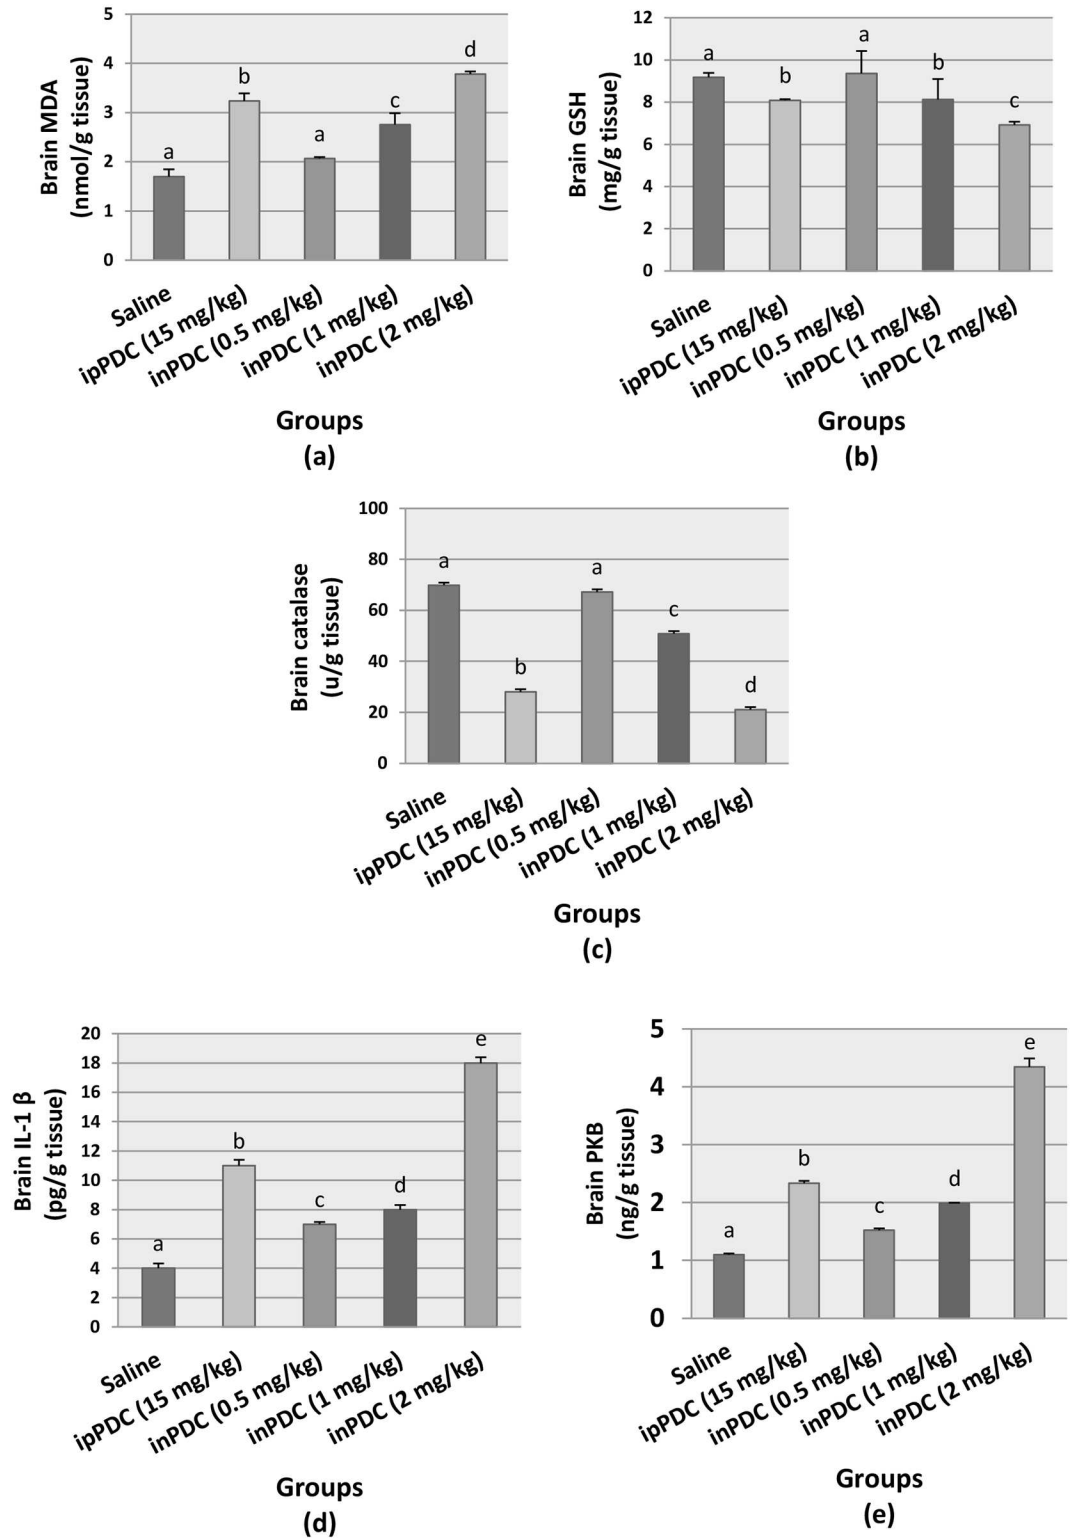 Brain MDA
(nmol/g tissue)
5
4
3
2
1
0
a
b
a
c
d
Saline
ipPDC (15 mg/kg)
inPDC (0.5 mg/kg)
inPDC (1 mg/kg)
inPDC (2 mg/kg)
Groups
(a)
Brain GSH
(mg/g tissue)
12
10
8
6
4
2
0
a
b
a
b
c
Saline
ipPDC (15 mg/kg)
inPDC (0.5 mg/kg)
inPDC (1 mg/kg)
inPDC (2 mg/kg)
Groups
(b)
Brain catalase
(u/g tissue)
100
80
60
40
20
0
a
b
a
c
d
Saline
ipPDC (15 mg/kg)
inPDC (0.5 mg/kg)
inPDC (1 mg/kg)
inPDC (2 mg/kg)
Groups
(c)
Brain IL-1 β
(pg/g tissue)
20
18
16
14
12
10
8
6
4
2
0
a
b
c
d
e
Saline
ipPDC (15 mg/kg)
inPDC (0.5 mg/kg)
inPDC (1 mg/kg)
inPDC (2 mg/kg)
Groups
(d)
Brain PKB
(ng/g tissue)
5
4
3
2
1
0
a
b
c
d
e
Saline
ipPDC (15 mg/kg)
inPDC (0.5 mg/kg)
inPDC (1 mg/kg)
inPDC (2 mg/kg)
Groups
(e)